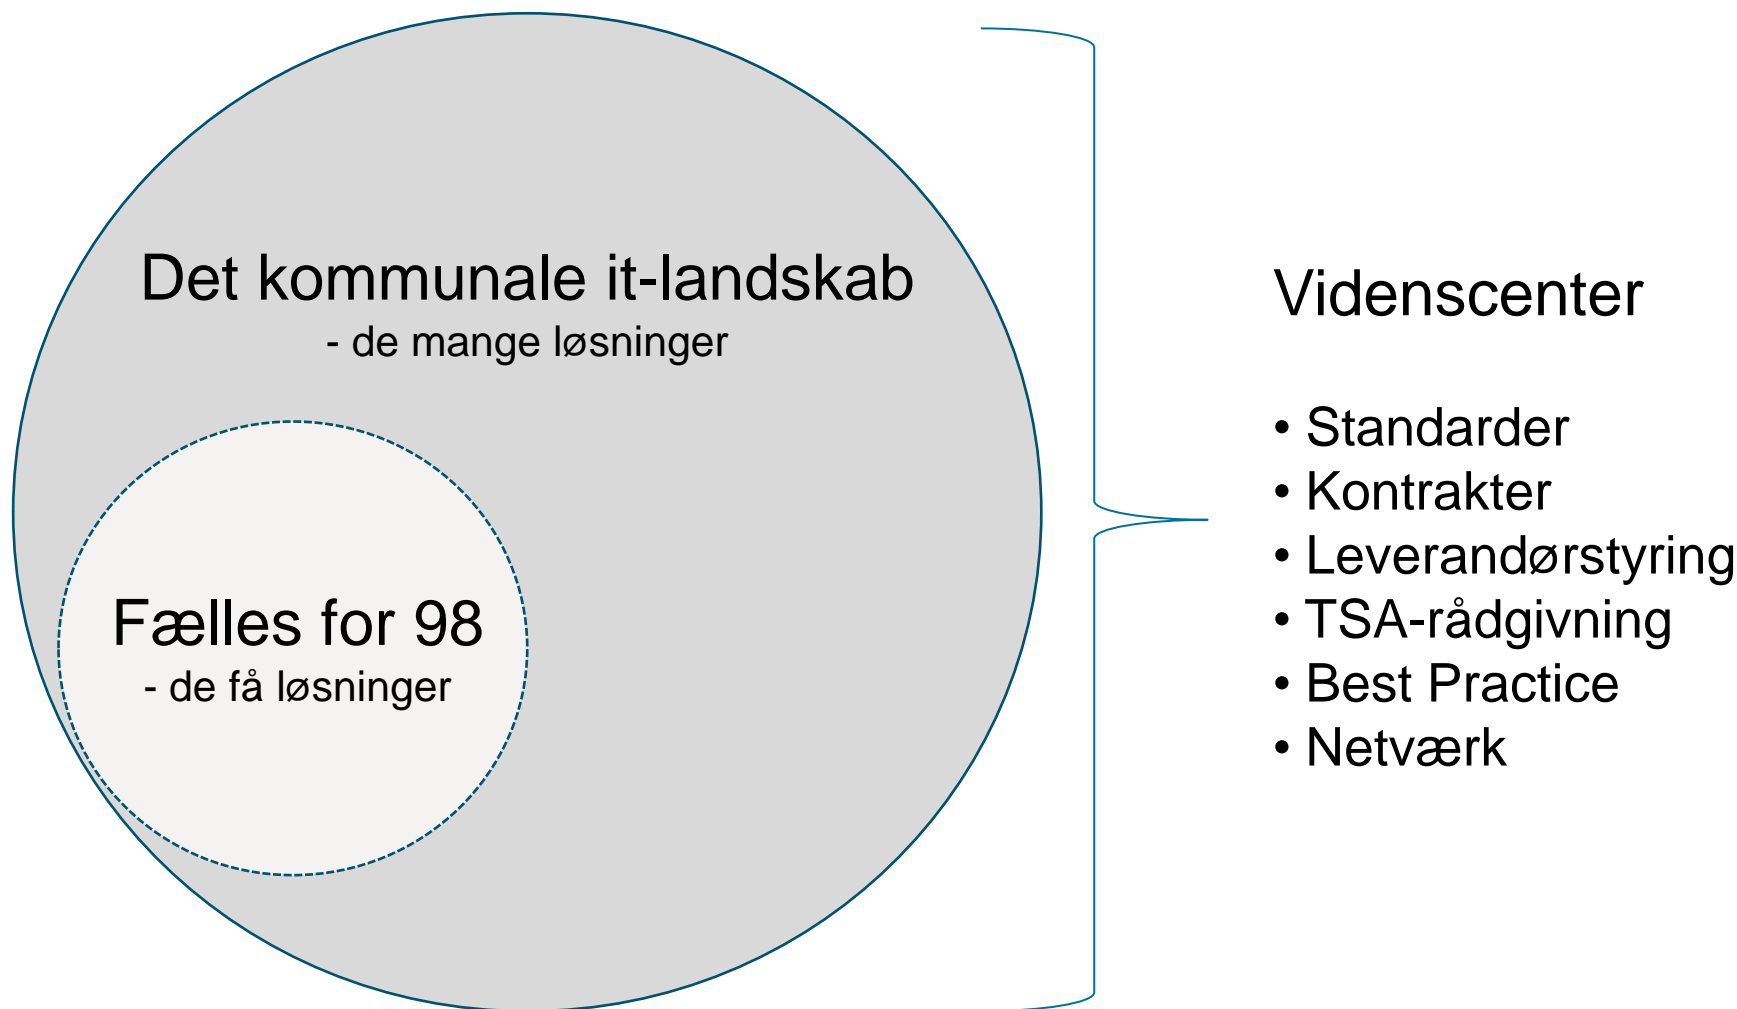 Det kommunale it-landskab
- de mange løsninger
Fælles for 98
- de få løsninger
Videnscenter
• Standarder
• Kontrakter
• Leverandørstyring
• TSA-rådgivning
• Best Practice
• Netværk